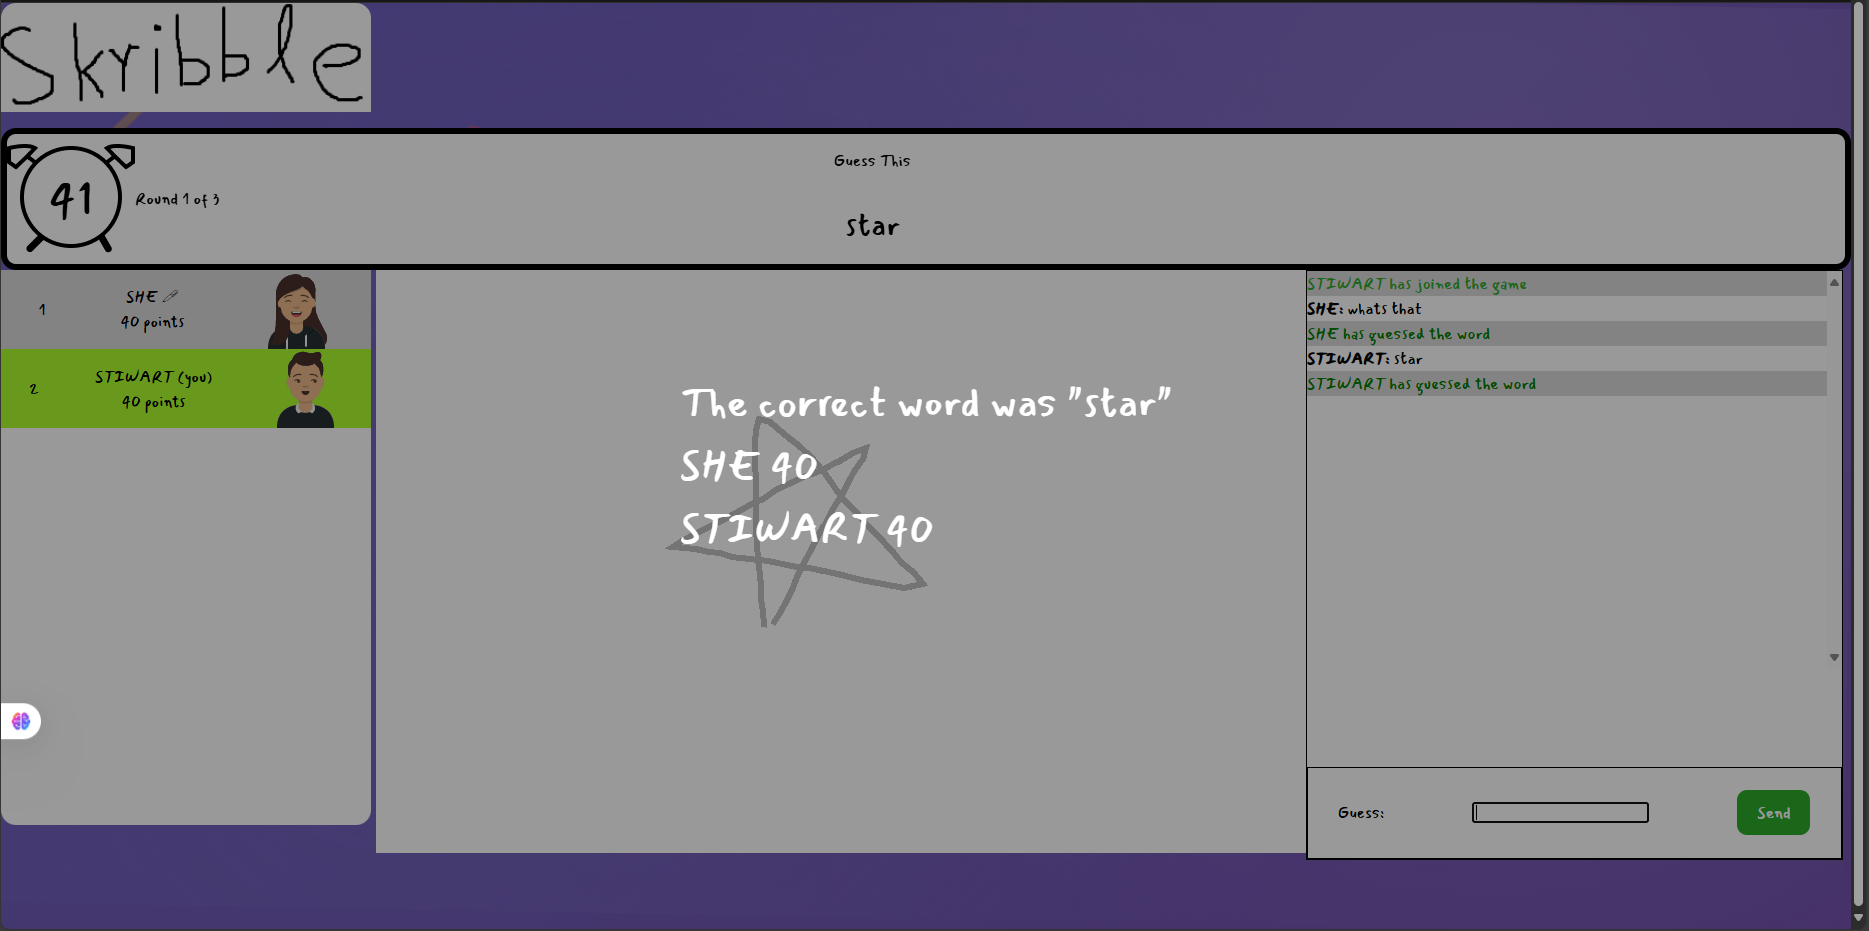 Skribble
41
Round 1 of 3
Guess This
star
1
SHE
40 points
2
STIWART (you)
40 points
The correct word was "star"
SHE 40
STIWART 40
STIWART has joined the game
SHE: whats that
SHE has guessed the word
STIWART: star
STIWART has guessed the word
Guess:
Send